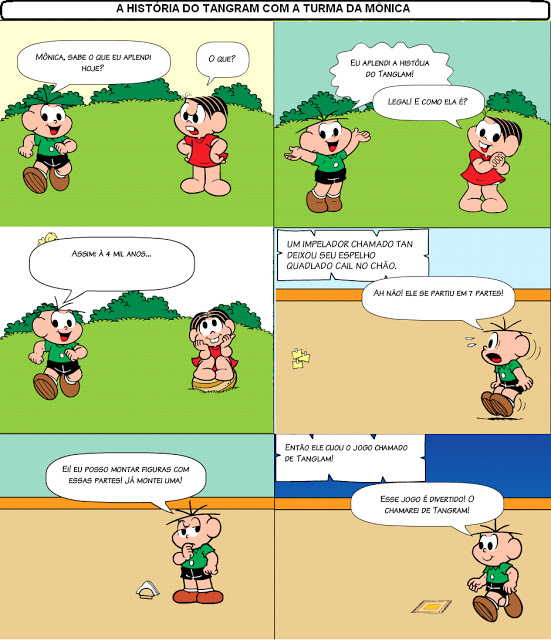 A HISTÓRIA DO TANGRAM COM A TURMA DA MÔNICA
MÔNICA, SABE O QUE EU APLENDI
HOJE?
O QUE?
EU APLENDI A HISTÓLIA
DO TANGLAM!
LEGAL! E COMO ELA É?
ASSIM: À 4 MIL ANOS...
UM IMPELADOR CHAMADO TAN
DEIXOU SEU ESPELHO
QUADLADO CAIL NO CHÃO.
AH NÃO! ELE SE PARTIU EM 7 PARTES!
EI! EU POSSO MONTAR FIGURAS COM
ESSAS PARTES! JÁ MONTEI UMA!
ENTÃO ELE CLIOU O JOGO CHAMADO
DE TANGLAM!
ESSE JOGO É DIVERTIDO! O
CHAMAREI DE TANGRAM!